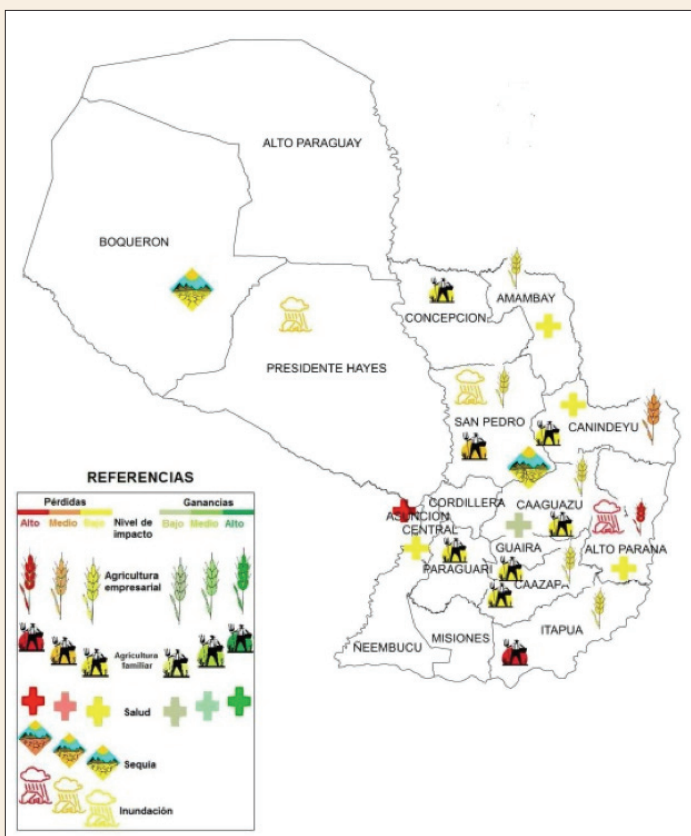 ALTO PARAGUAY
BOQUERON
AMAMBAY
CONCEPCION
PRESIDENTE HAYES
SAN PEDRO
CANINDEYU
CORDILLERA
CAAGUAZU
ASUNCION
CENTRAL
GUAIRA
ALTO PARANA
PARAGUARI
CAAZAPA
ITAPUA
ÑEEMBUCU
MISIONES
REFERENCIAS
Pérdidas
Ganancias
Alto Medio Bajo Nivel de impacto Bajo Medio Alto
Agricultura
empresarial
Agricultura
familiar
Salud
Sequia
Inundación